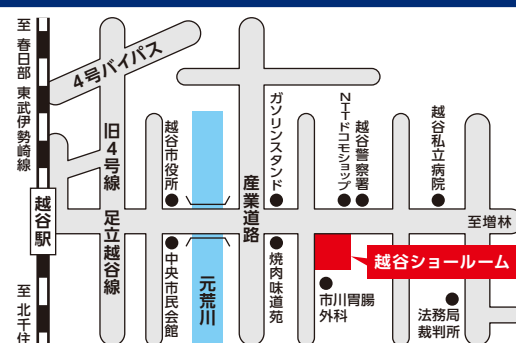 至 春日部
東武伊勢崎線
越谷駅
至 北千住
4号バイパス
旧4号線 足立越谷線
越谷市役所
中央市民会館
元荒川
産業道路
ガソリンスタンド
焼肉味道苑
NTTドコモショップ
越谷警察署
越谷私立病院
至増林
越谷ショールーム
市川胃腸
外科
法務局
裁判所